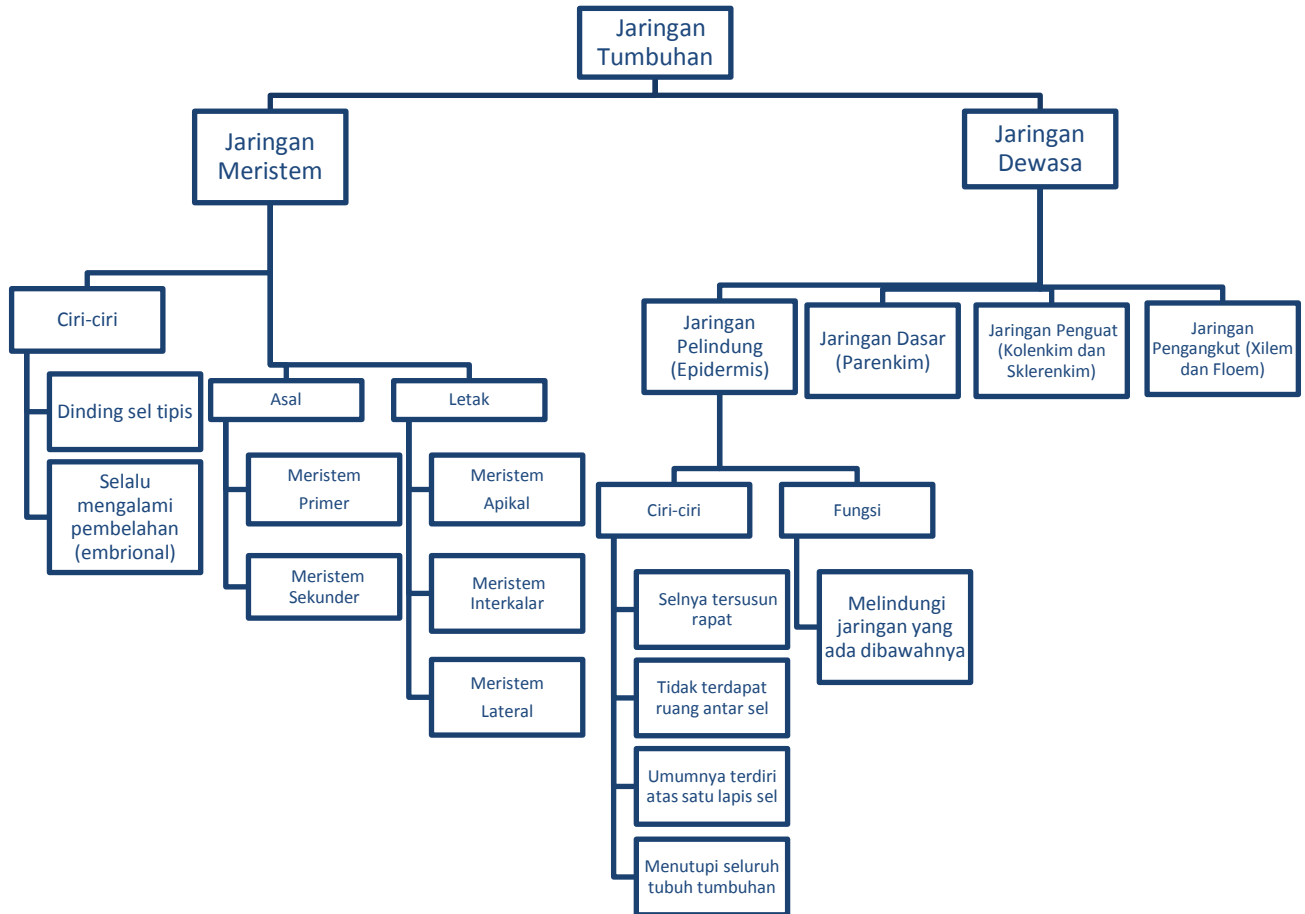 Jaringan
Tumbuhan
Jaringan
Meristem
Jaringan
Dewasa
Ciri-ciri
Dinding sel tipis
Selalu
mengalami
pembelahan
(embrional)
Asal
Meristem
Primer
Meristem
Sekunder
Letak
Meristem
Apikal
Meristem
Interkalar
Meristem
Lateral
Jaringan
Pelindung
(Epidermis)
Jaringan Dasar
(Parenkim)
Jaringan Penguat
(Kolenkim dan
Sklerenkim)
Jaringan
Pengangkut (Xilem
dan Floem)
Ciri-ciri
Selnya tersusun
rapat
Tidak terdapat
ruang antar sel
Umumnya terdiri
atas satu lapis sel
Menutupi seluruh
tubuh tumbuhan
Fungsi
Melindungi
jaringan yang
ada dibawahnya